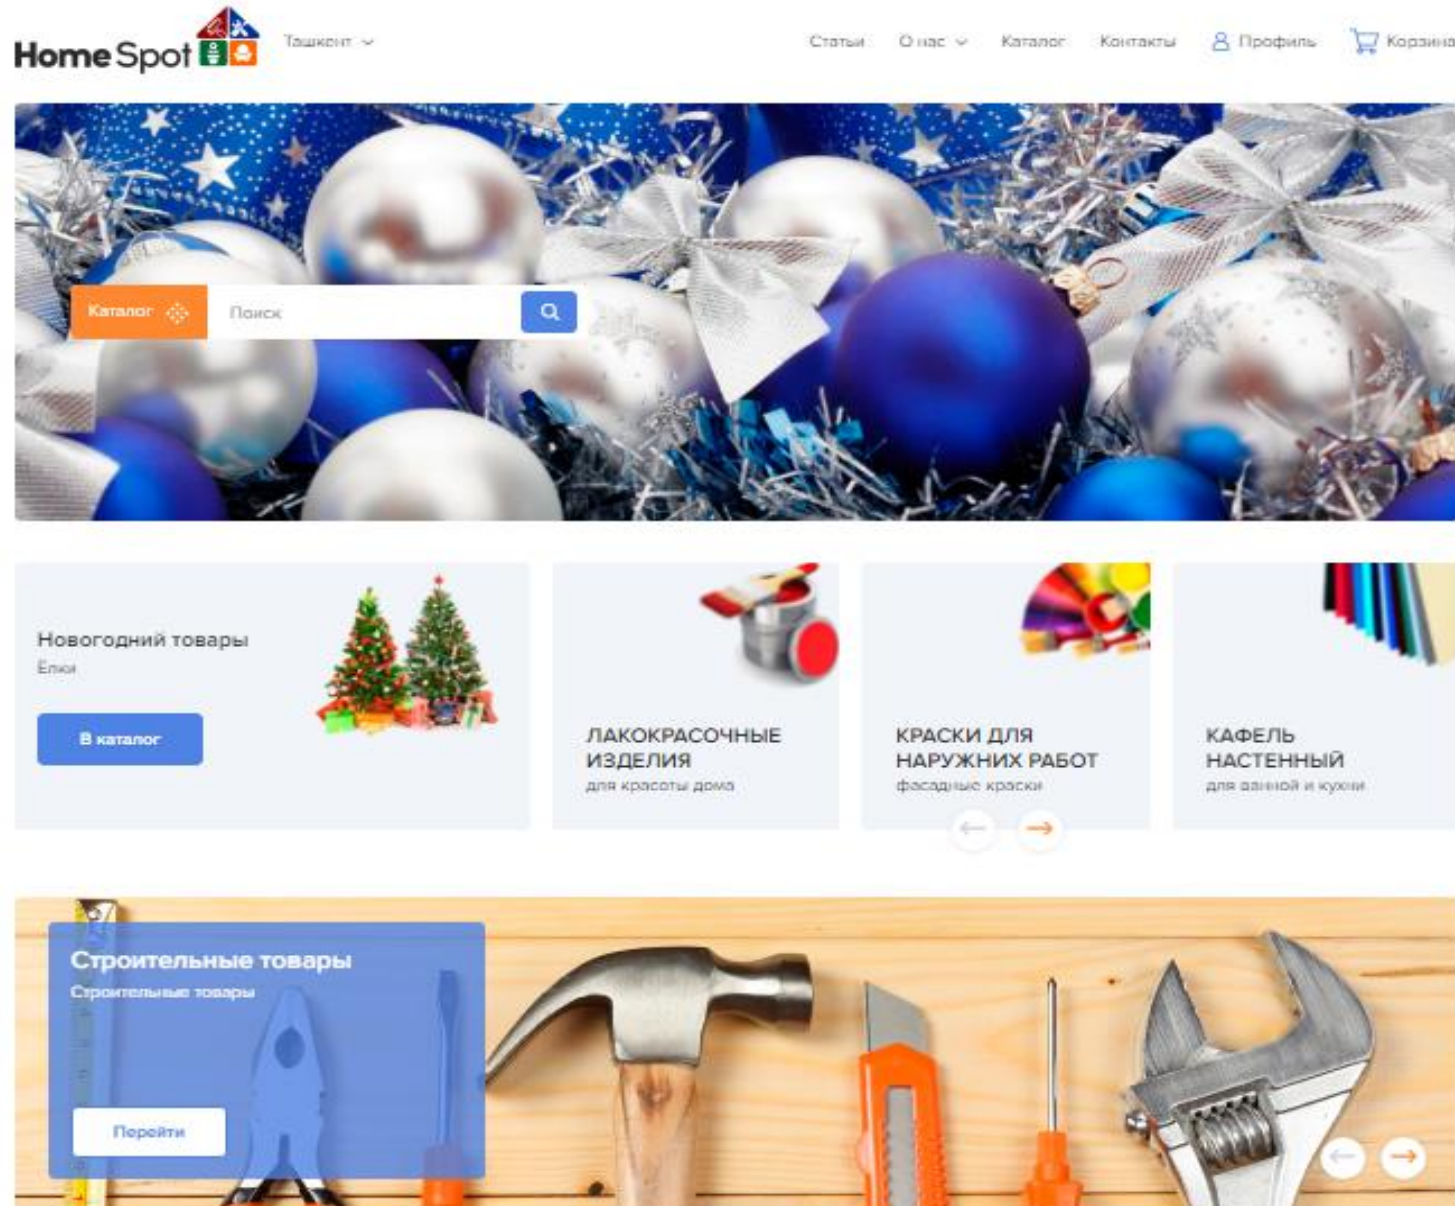 Home Spot
Ташкент
Статьи
О нас
Каталог
Контакты
Профиль
Корзина
Каталог
Поиск
Новогодний товары
Елки
В каталог
ЛАКОКРАСОЧНЫЕ
ИЗДЕЛИЯ
для красоты дома
КРАСКИ ДЛЯ
НАРУЖНИХ РАБОТ
фасадные краски
КАФЕЛЬ
НАСТЕННЫЙ
для ванной и кухни
Строительные товары
Строительные товары
Перейти